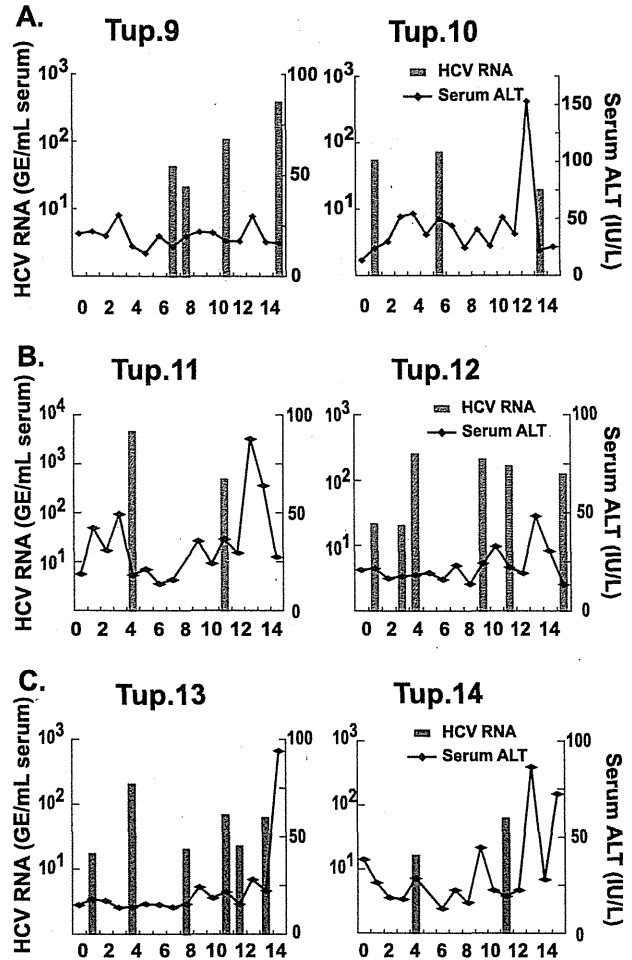 A.
Tup.9
Tup.10
HCV RNA (GE/mL serum)
10³
10²
10¹
100
50
0
0 2 4 6 8 10 12 14
10³
10²
10¹
HCV RNA
Serum ALT
150
100
50
0
Serum ALT (IU/L)
0 2 4 6 8 10 12 14
B.
Tup.11
Tup.12
HCV RNA (GE/mL serum)
10⁴
10³
10²
10¹
100
50
0
0 2 4 6 8 10 12 14
10³
10²
10¹
HCV RNA
Serum ALT
100
50
0
Serum ALT (IU/L)
0 2 4 6 8 10 12 14
C.
Tup.13
Tup.14
HCV RNA (GE/mL serum)
10³
10²
10¹
100
50
0
0 2 4 6 8 10 12 14
10³
10²
10¹
HCV RNA
Serum ALT
100
50
0
Serum ALT (IU/L)
0 2 4 6 8 10 12 14